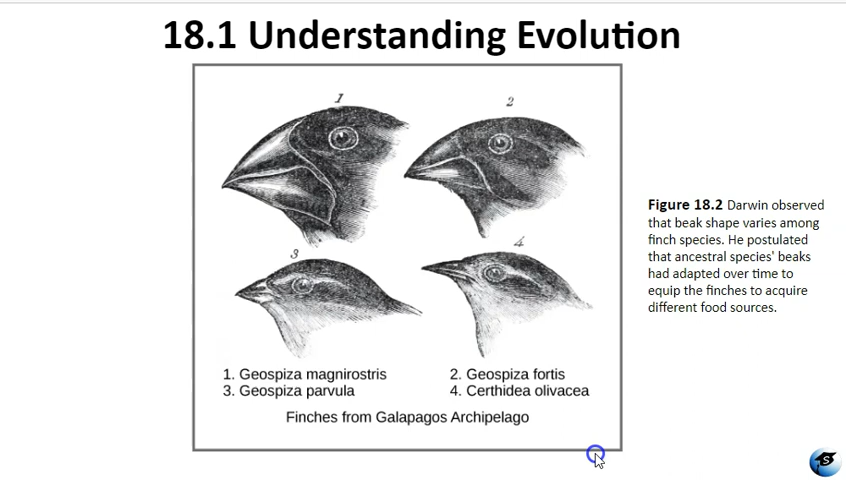 18.1 Understanding Evolution
1
2
3
4
1. Geospiza magnirostris
2. Geospiza fortis
3. Geospiza parvula
4. Certhidea olivacea
Finches from Galapagos Archipelago
Figure 18.2 Darwin observed
that beak shape varies among
finch species. He postulated
that ancestral species' beaks
had adapted over time to
equip the finches to acquire
different food sources.
S